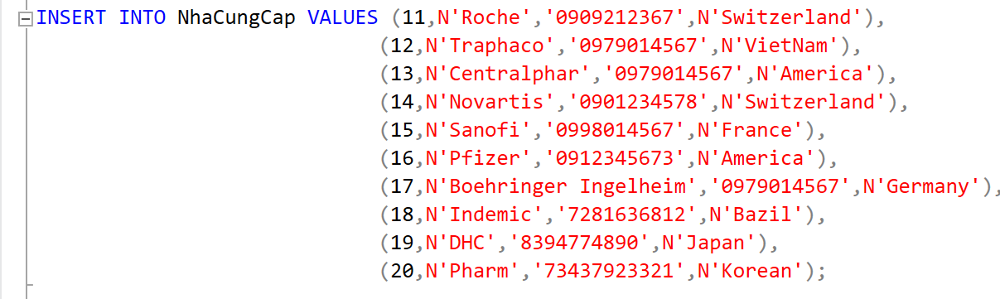 INSERT INTO NhaCungCap VALUES (11,N'Roche','0909212367',N'Switzerland'),
(12,N'Traphaco','0979014567',N'VietNam'),
(13,N'Centralphar','0979014567',N'America'),
(14,N'Novartis','0901234578',N'Switzerland'),
(15,N'Sanofi','0998014567',N'France'),
(16,N'Pfizer','0912345673',N'America'),
(17,N'Boehringer Ingelheim','0979014567',N'Germany'),
(18,N'Indemic','7281636812',N'Bazil'),
(19,N'DHC','8394774890',N'Japan'),
(20,N'Pharm','73437923321',N'Korean');